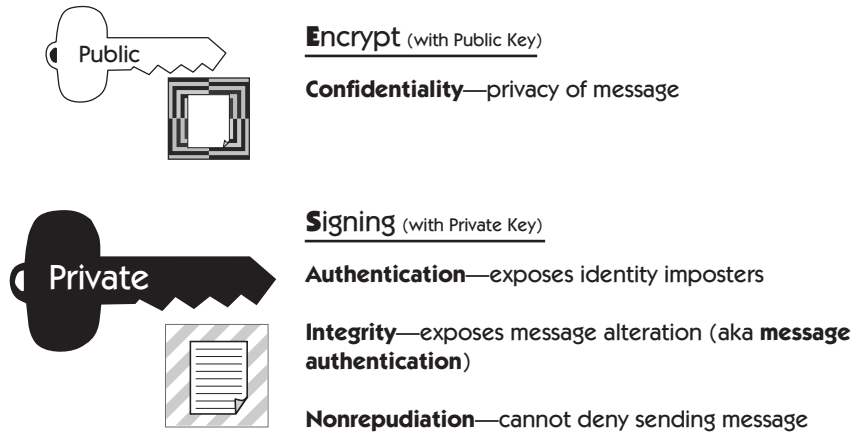 Public
Encrypt (with Public Key)
Confidentiality—privacy of message
Private
Signing (with Private Key)
Authentication—exposes identity imposters
Integrity—exposes message alteration (aka message
authentication)
Nonrepudiation—cannot deny sending message